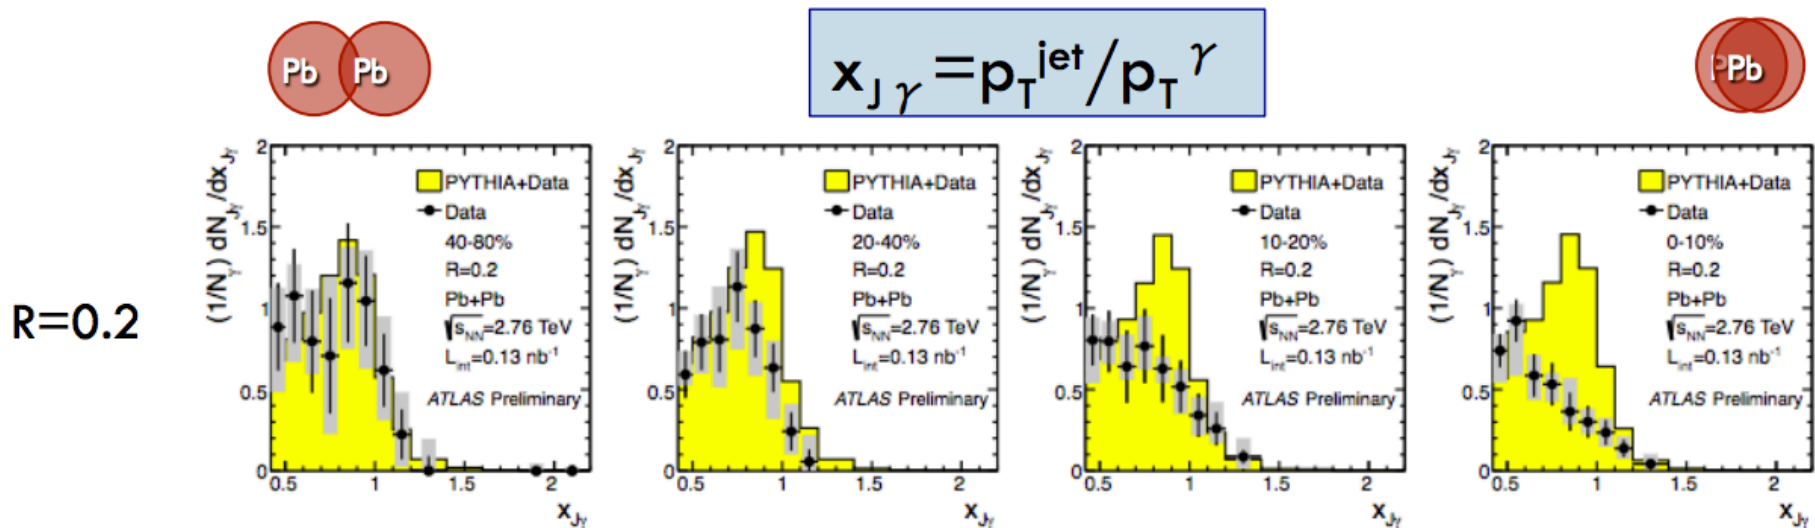 Pb Pb
x_Jγ=p_T^jet/p_T^γ
PPb
R=0.2
(1/N_γ) dN_Jγ/dx_Jγ
2
1.5
1
0.5
0
PYTHIA+Data
Data
40-80%
R=0.2
Pb+Pb
√s_NN=2.76 TeV
L_int=0.13 nb⁻¹
ATLAS Preliminary
0.5 1 1.5 2
x_Jγ
(1/N_γ) dN_Jγ/dx_Jγ
2
1.5
1
0.5
0
PYTHIA+Data
Data
20-40%
R=0.2
Pb+Pb
√s_NN=2.76 TeV
L_int=0.13 nb⁻¹
ATLAS Preliminary
0.5 1 1.5 2
x_Jγ
(1/N_γ) dN_Jγ/dx_Jγ
2
1.5
1
0.5
0
PYTHIA+Data
Data
10-20%
R=0.2
Pb+Pb
√s_NN=2.76 TeV
L_int=0.13 nb⁻¹
ATLAS Preliminary
0.5 1 1.5 2
x_Jγ
(1/N_γ) dN_Jγ/dx_Jγ
2
1.5
1
0.5
0
PYTHIA+Data
Data
0-10%
R=0.2
Pb+Pb
√s_NN=2.76 TeV
L_int=0.13 nb⁻¹
ATLAS Preliminary
0.5 1 1.5 2
x_Jγ